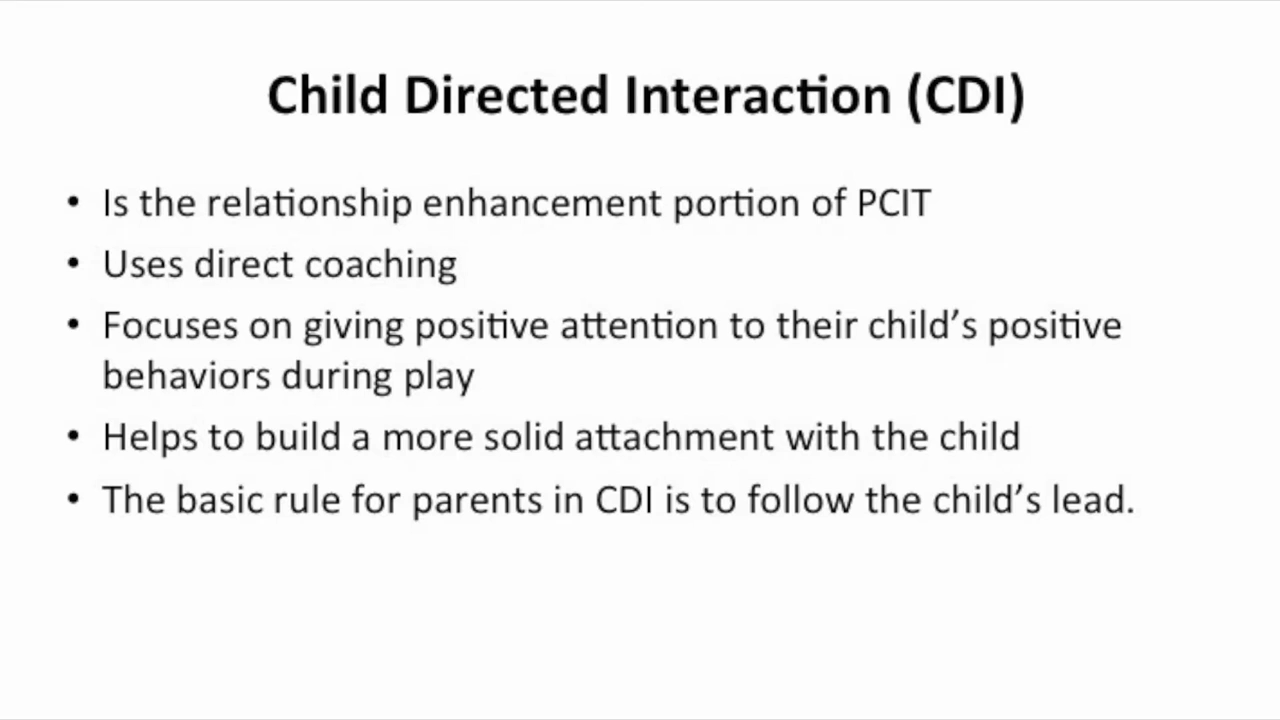 Child Directed Interaction (CDI)
• Is the relationship enhancement portion of PCIT
• Uses direct coaching
• Focuses on giving positive attention to their child’s positive
behaviors during play
• Helps to build a more solid attachment with the child
• The basic rule for parents in CDI is to follow the child’s lead.